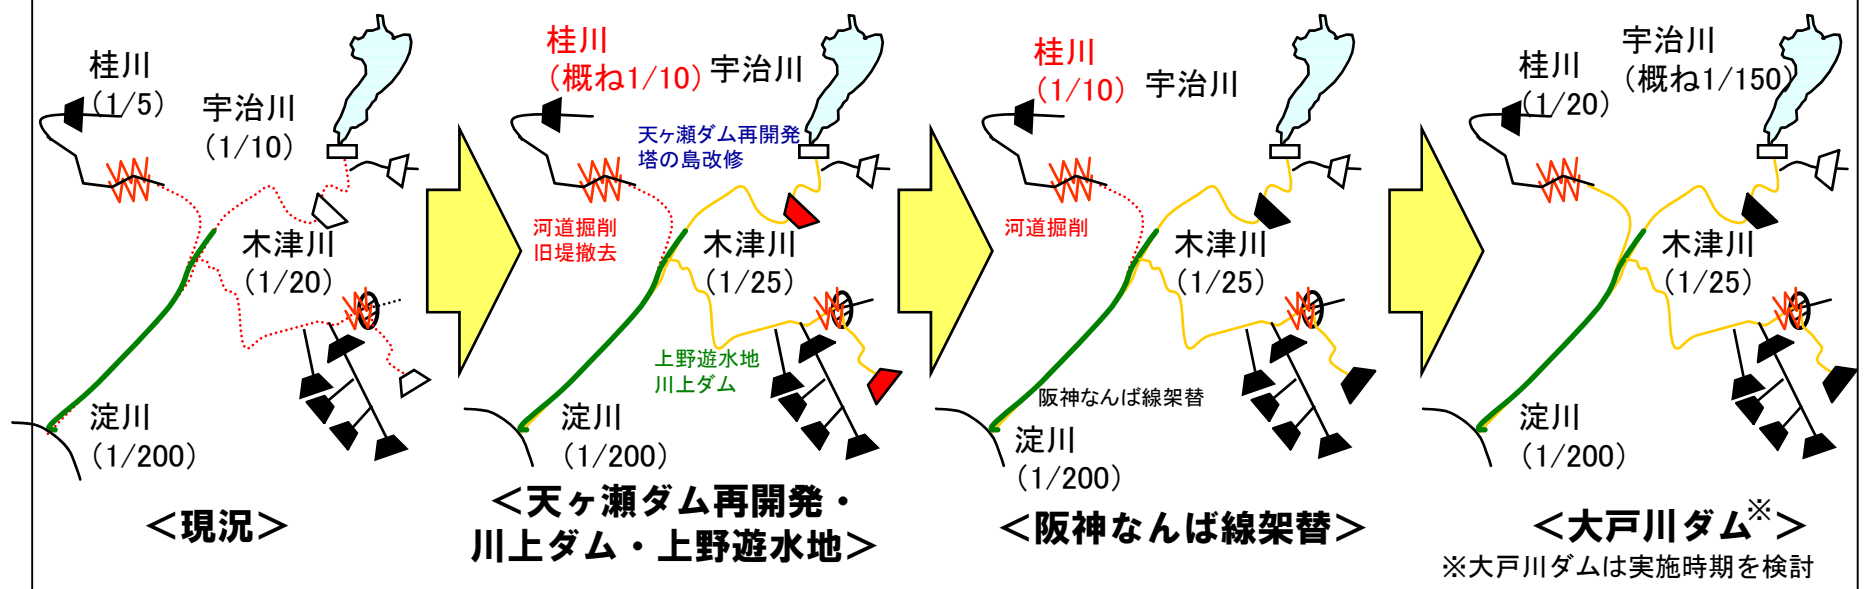 桂川
（1/5）
宇治川
（1/10）
木津川
（1/20）
淀川
（1/200）
＜現況＞
桂川
（概ね1/10）
宇治川
天ヶ瀬ダム再開発
塔の島改修
河道掘削
旧堤撤去
木津川
（1/25）
上野遊水地
川上ダム
淀川
（1/200）
＜天ヶ瀬ダム再開発・
川上ダム・上野遊水地＞
桂川
（1/10）
宇治川
河道掘削
木津川
（1/25）
阪神なんば線架替
淀川
（1/200）
＜阪神なんば線架替＞
桂川
（1/20）
宇治川
（概ね1/150）
木津川
（1/25）
淀川
（1/200）
＜大戸川ダム※＞
※大戸川ダムは実施時期を検討